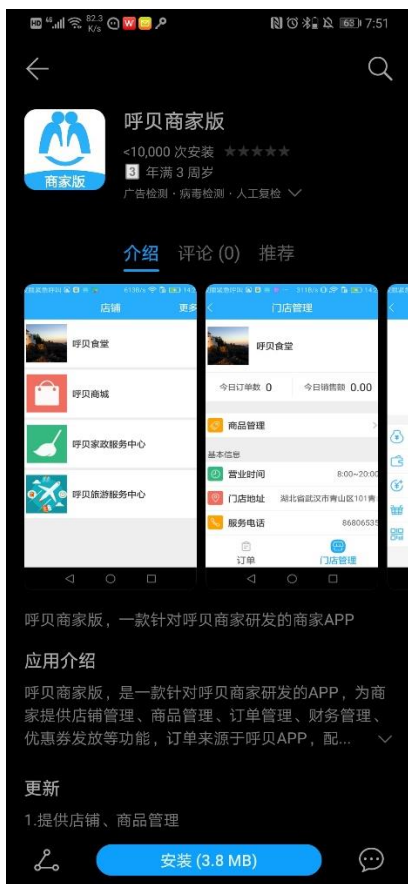 82.3
K/s
63
7:51
呼贝商家版
<10,000 次安装
3 年满 3 周岁
广告检测 · 病毒检测 · 人工复检
商家版
介绍 评论 (0) 推荐
店铺 更多
呼贝食堂
呼贝商城
呼贝家政服务中心
呼贝旅游服务中心
门店管理
呼贝食堂
今日订单数 0 今日销售额 0.00
商品管理
基本信息
营业时间 8:00~20:00
门店地址 湖北省武汉市青山区101青
服务电话 86806535
订单 门店管理
呼贝商家版，一款针对呼贝商家研发的商家APP
应用介绍
呼贝商家版，是一款针对呼贝商家研发的APP，为商
家提供店铺管理、商品管理、订单管理、财务管理、
优惠券发放等功能，订单来源于呼贝APP，配...
更新
1.提供店铺、商品管理
安装 (3.8 MB)